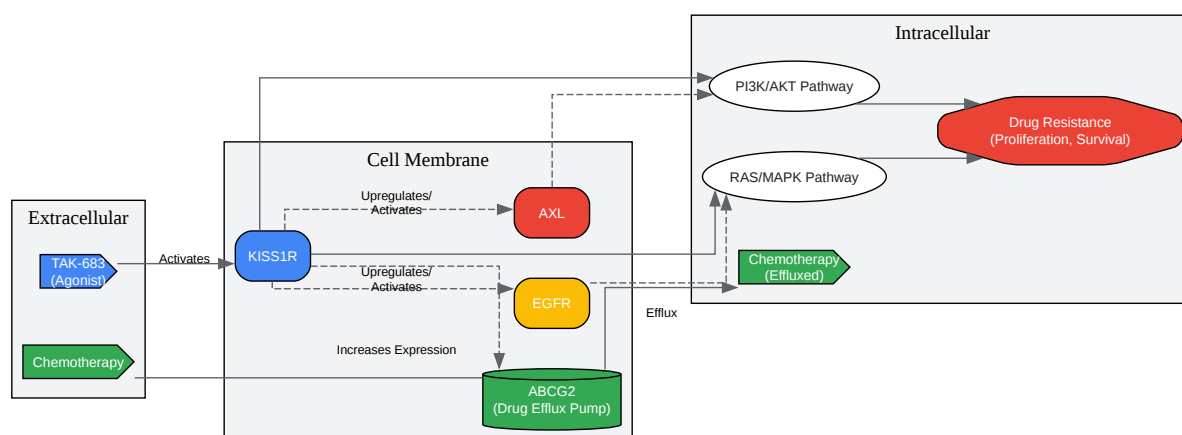 Intracellular
PI3K/AKT Pathway
Drug Resistance
(Proliferation, Survival)
RAS/MAPK Pathway
Chemotherapy
(Effluxed)
Cell Membrane
Upregulates/
Activates
AXL
KISS1R
Upregulates/
Activates
EGFR
Efflux
Increases Expression
ABCG2
(Drug Efflux Pump)
Extracellular
TAK-683
(Agonist)
Activates
Chemotherapy